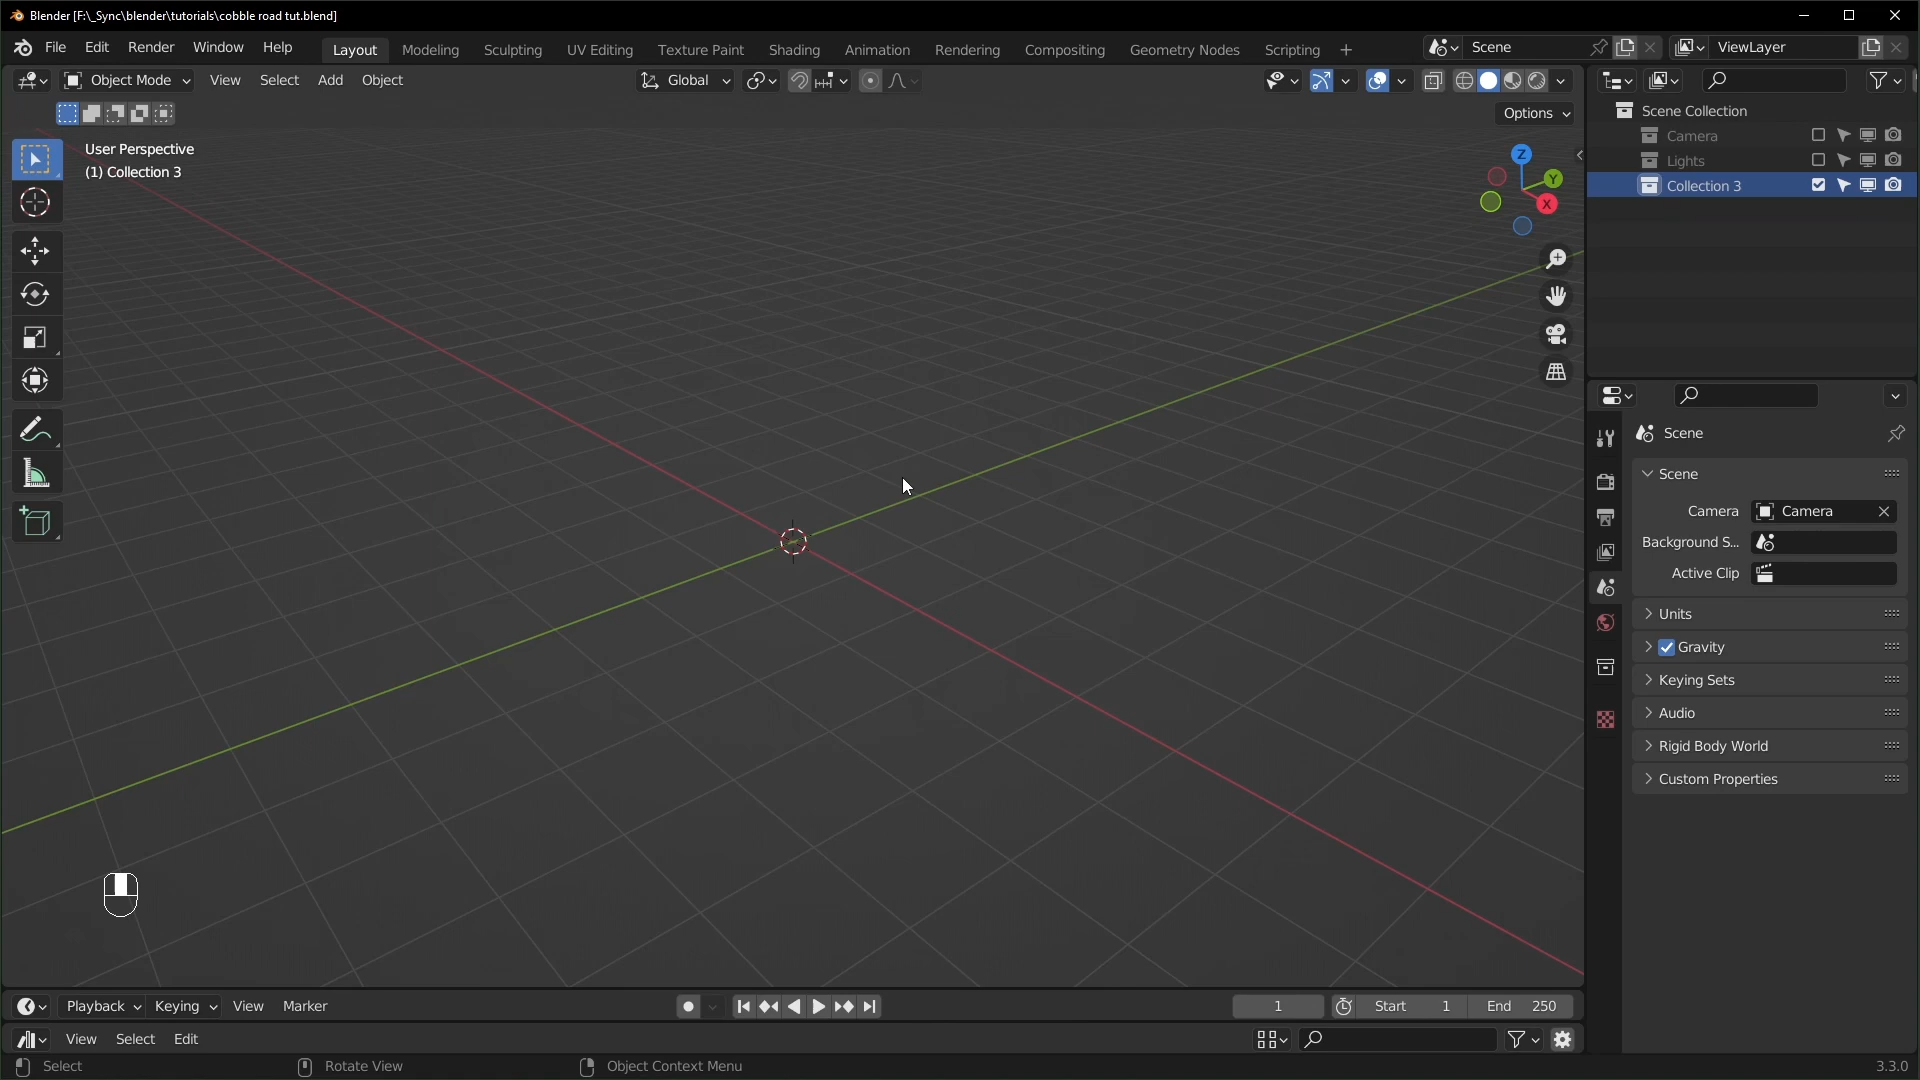 Blender [F:\_Sync\blender\tutorials\cobble road tut.blend]
File Edit Render Window Help Layout Modeling Sculpting UV Editing Texture Paint Shading Animation Rendering Compositing Geometry Nodes Scripting + Scene ViewLayer
Object Mode View Select Add Object Global
Options
User Perspective
(1) Collection 3
Z
Y
X
Scene Collection
Camera
Lights
Collection 3
Scene
Scene
Camera Camera
Background S...
Active Clip
Units
Gravity
Keying Sets
Audio
Rigid Body World
Custom Properties
Playback Keying View Marker 1 Start 1 End 250
View Select Edit
Select Rotate View Object Context Menu 3.3.0